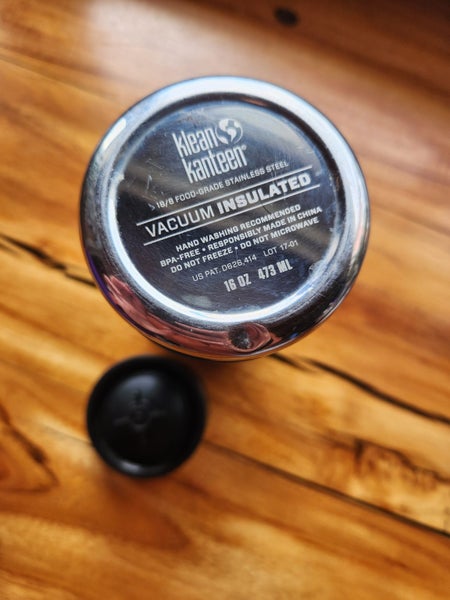 klean
kanteen®
18/8 FOOD-GRADE STAINLESS STEEL
VACUUM INSULATED
HAND WASHING RECOMMENDED
BPA-FREE • RESPONSIBLY MADE IN CHINA
DO NOT FREEZE • DO NOT MICROWAVE
US PAT. D626,414 LOT 17-01
16 OZ 473 ML